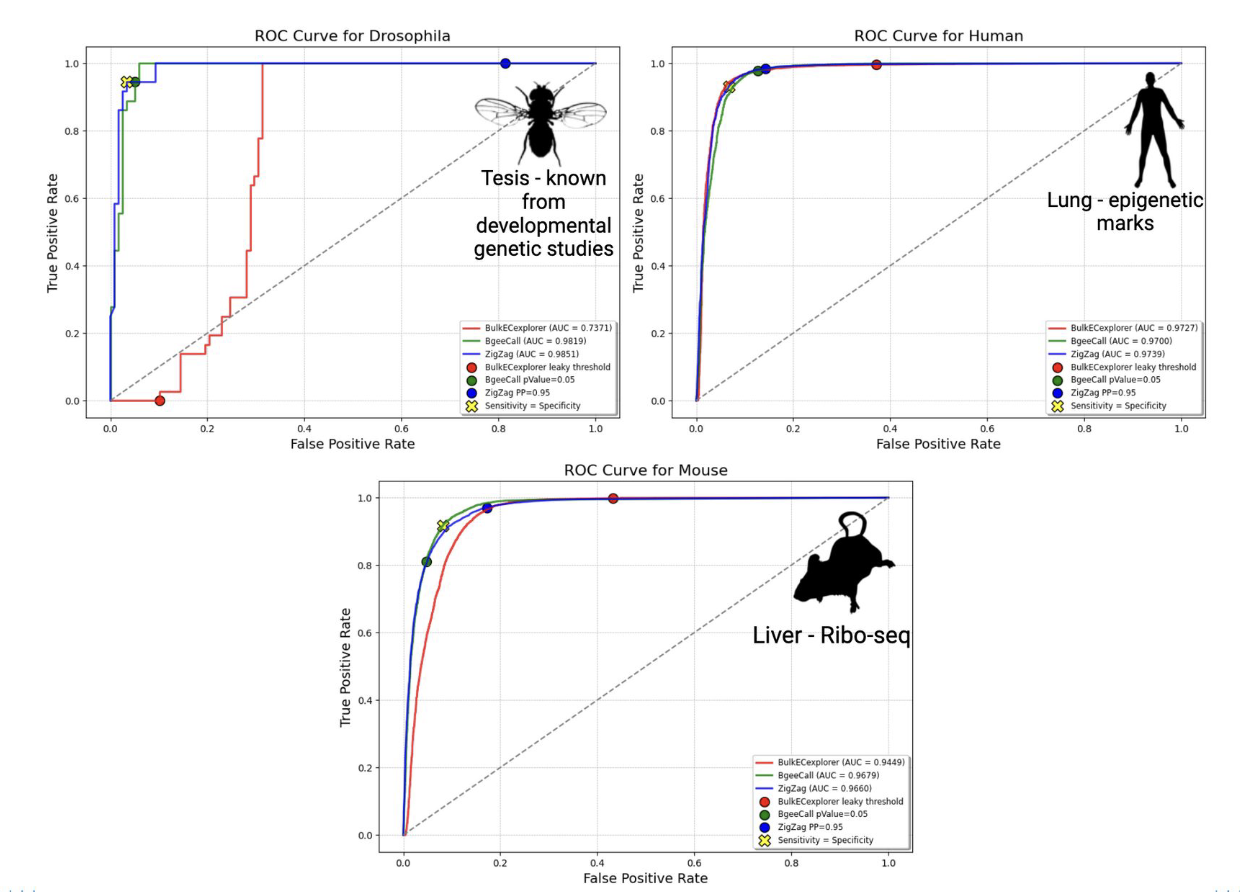 ROC Curve for Drosophila
True Positive Rate
1.0
0.8
0.6
0.4
0.2
0.0
Tesis - known
from
developmental
genetic studies
BulkECexplorer (AUC = 0.7371)
BgeeCall (AUC = 0.9819)
ZigZag (AUC = 0.9851)
BulkECexplorer leaky threshold
BgeeCall pValue=0.05
ZigZag PP=0.95
Sensitivity = Specificity
0.0 0.2 0.4 0.6 0.8 1.0
False Positive Rate
ROC Curve for Human
True Positive Rate
1.0
0.8
0.6
0.4
0.2
0.0
Lung - epigenetic
marks
BulkECexplorer (AUC = 0.9727)
BgeeCall (AUC = 0.9700)
ZigZag (AUC = 0.9739)
BulkECexplorer leaky threshold
BgeeCall pValue=0.05
ZigZag PP=0.95
Sensitivity = Specificity
0.0 0.2 0.4 0.6 0.8 1.0
False Positive Rate
ROC Curve for Mouse
True Positive Rate
1.0
0.8
0.6
0.4
0.2
0.0
Liver - Ribo-seq
BulkECexplorer (AUC = 0.9449)
BgeeCall (AUC = 0.9679)
ZigZag (AUC = 0.9660)
BulkECexplorer leaky threshold
BgeeCall pValue=0.05
ZigZag PP=0.95
Sensitivity = Specificity
0.0 0.2 0.4 0.6 0.8 1.0
False Positive Rate